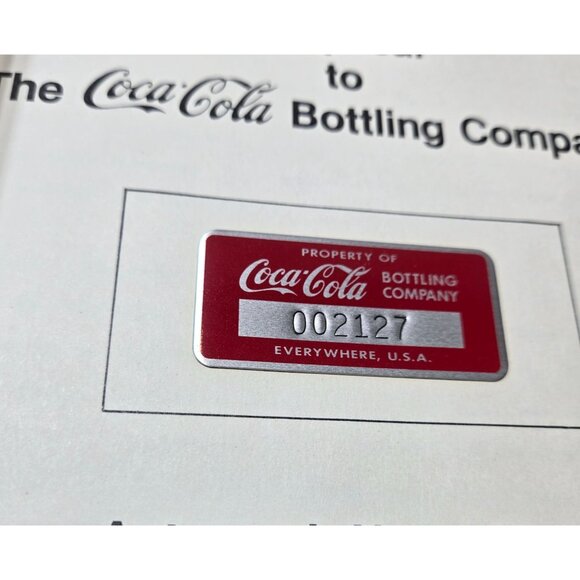 to
The Coca-Cola Bottling Compa
PROPERTY OF
Coca-Cola BOTTLING COMPANY
002127
EVERYWHERE, U.S.A.